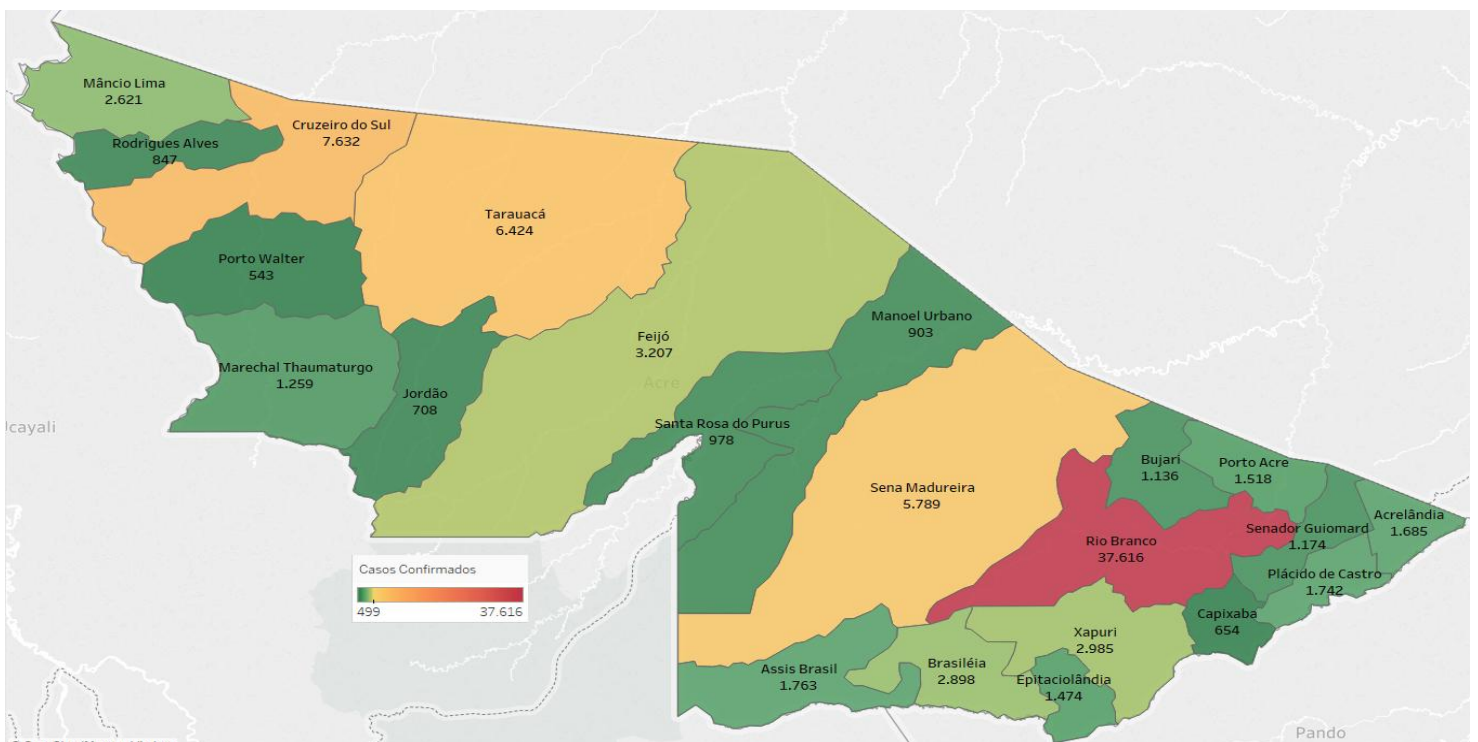 Mâncio Lima
2.621
Cruzeiro do Sul
7.632
Rodrigues Alves
847
Tarauacá
6.424
Porto Walter
543
Feijó
3.207
Manoel Urbano
903
Marechal Thaumaturgo
1.259
Acre
Jordão
708
Santa Rosa do Purus
978
Ucayali
Sena Madureira
5.789
Bujari
1.136
Porto Acre
1.518
Acrelândia
1.685
Senador Guiomard
1.174
Rio Branco
37.616
Plácido de Castro
1.742
Casos Confirmados
499
37.616
Capixaba
654
Xapuri
2.985
Assis Brasil
1.763
Brasiléia
2.898
Epitaciolândia
1.474
Pando